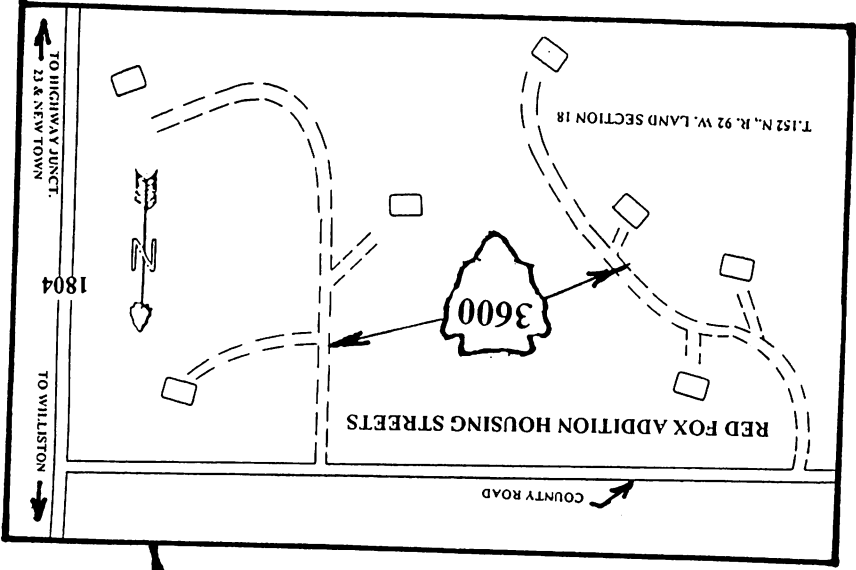 COUNTY ROAD
RED FOX ADDITION HOUSING STREETS
3600
T.152 N., R. 92 W. LAND SECTION 18
TO WILLISTON
1804
N
TO HIGHWAY JUNCT.
23 & NEW TOWN